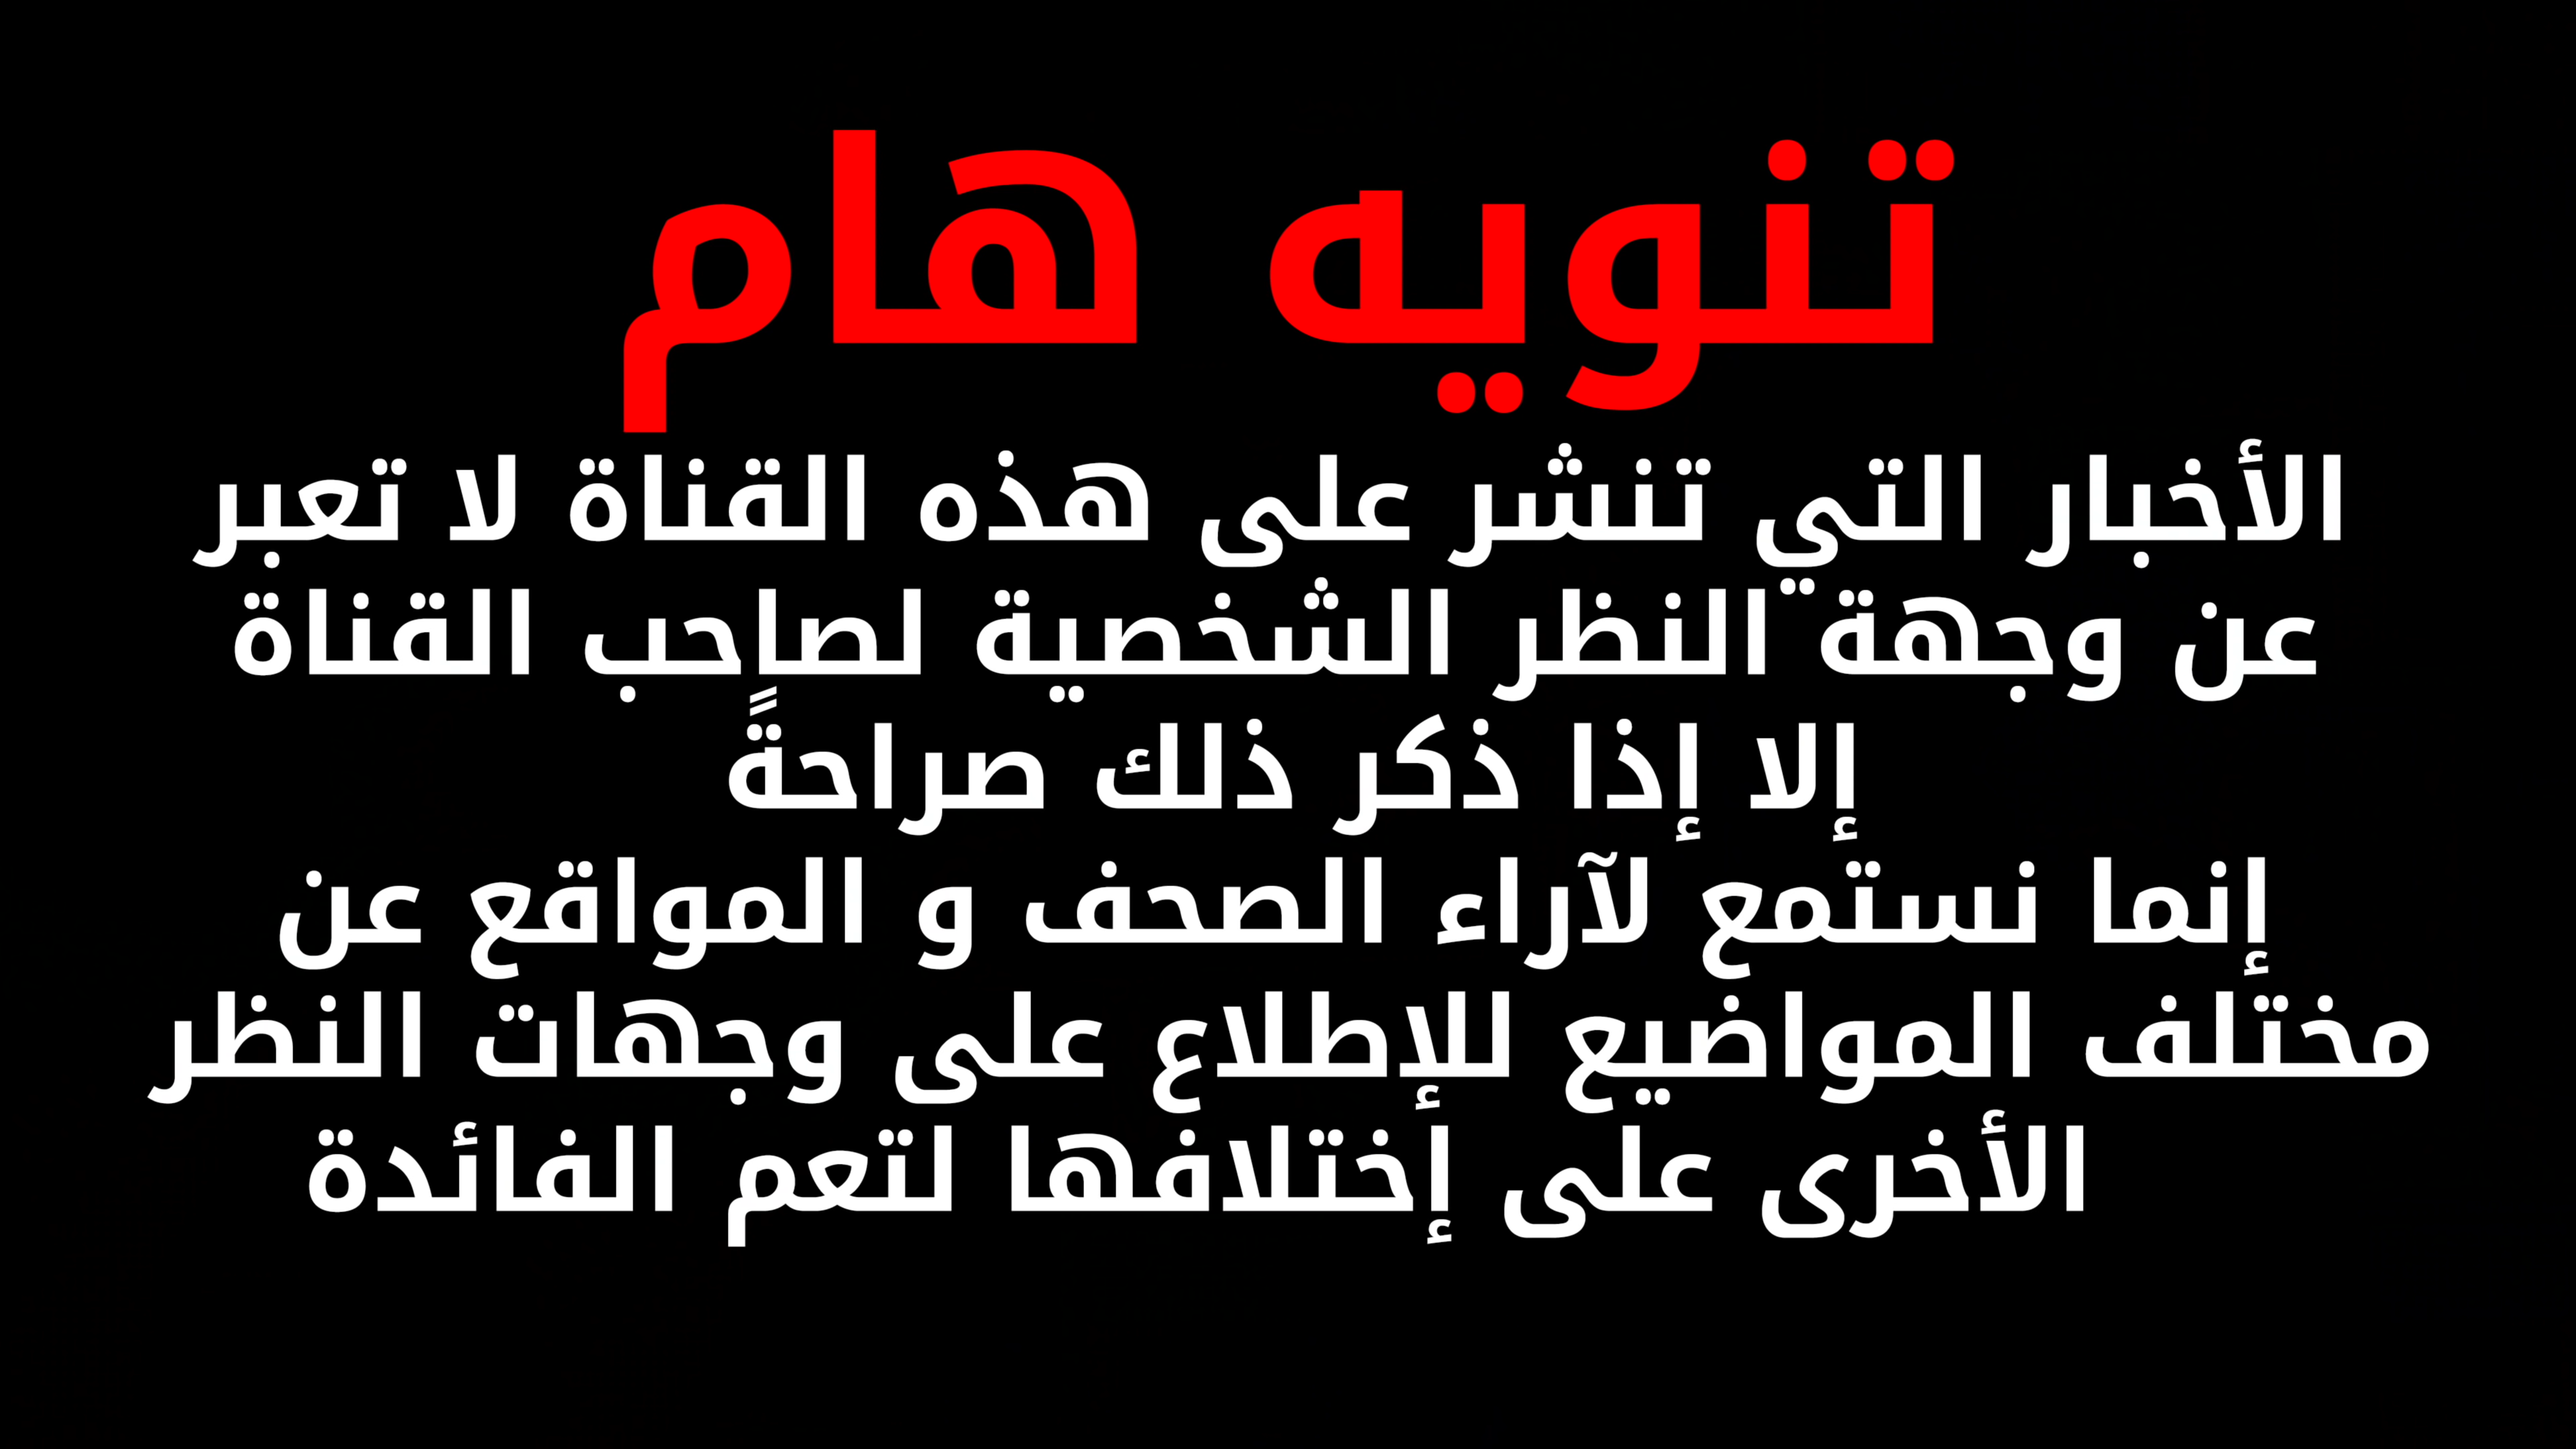 تنويه هام
الأخبار التي تنشر على هذه القناة لا تعبر
عن وجهة النظر الشخصية لصاحب القناة
إلا إذا ذكر ذلك صراحةً
إنما نستمع لآراء الصحف و المواقع عن
مختلف المواضيع للإطلاع على وجهات النظر
الأخرى على إختلافها لتعم الفائدة